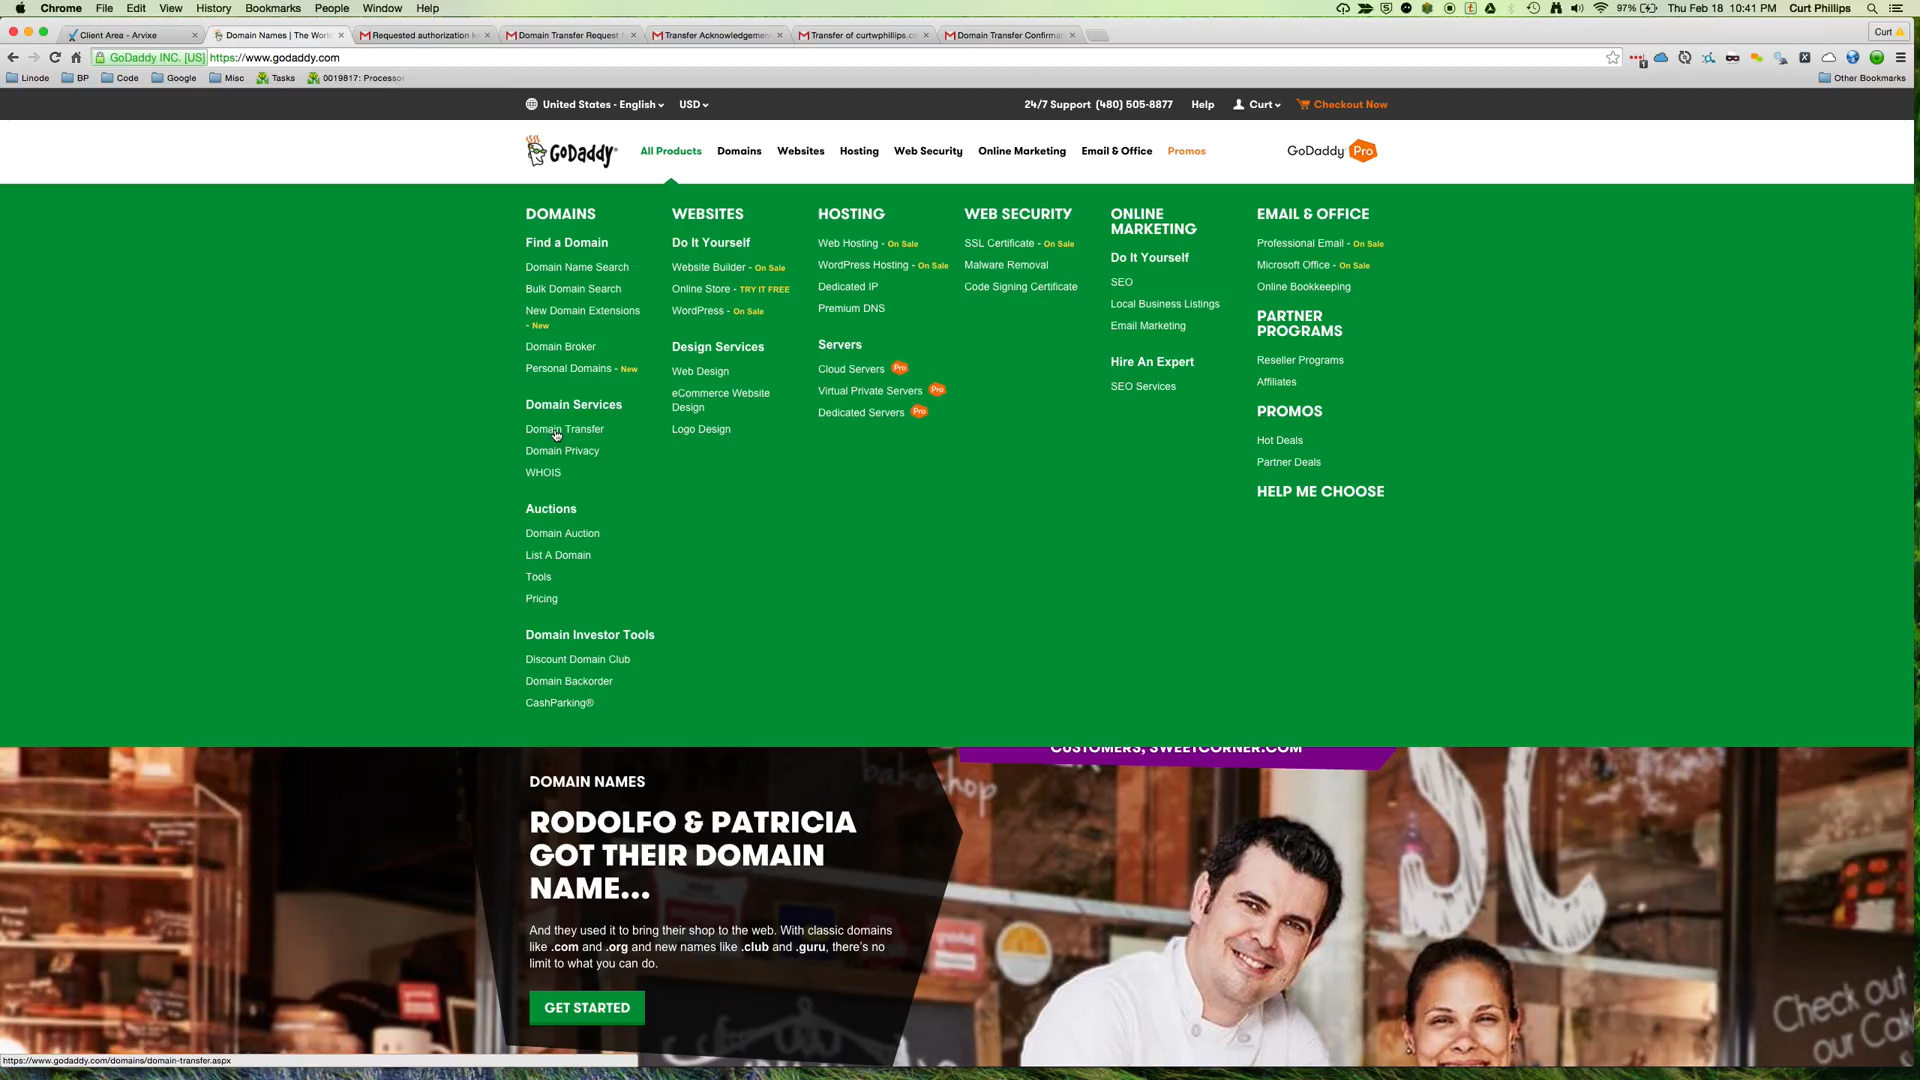 Chrome File Edit View History Bookmarks People Window Help 97% Thu Feb 18 10:41 PM Curt Phillips
Client Area - Arvixe Domain Names | The World Requested authorization k Domain Transfer Request Transfer Acknowledgemen Transfer of curtwphillips.co Domain Transfer Confirmat Curt
GoDaddy INC. [US] https://www.godaddy.com
Linode BP Code Google Misc Tasks 0019817: Processor Other Bookmarks
United States - English USD 24/7 Support (480) 505-8877 Help Curt Checkout Now
GoDaddy All Products Domains Websites Hosting Web Security Online Marketing Email & Office Promos GoDaddy Pro
DOMAINS
Find a Domain
Domain Name Search
Bulk Domain Search
New Domain Extensions
- New
Domain Broker
Personal Domains - New
Domain Services
Domain Transfer
Domain Privacy
WHOIS
Auctions
Domain Auction
List A Domain
Tools
Pricing
Domain Investor Tools
Discount Domain Club
Domain Backorder
CashParking®
WEBSITES
Do It Yourself
Website Builder - On Sale
Online Store - TRY IT FREE
WordPress - On Sale
Design Services
Web Design
eCommerce Website
Design
Logo Design
HOSTING
Web Hosting - On Sale
WordPress Hosting - On Sale
Dedicated IP
Premium DNS
Servers
Cloud Servers Pro
Virtual Private Servers Pro
Dedicated Servers Pro
WEB SECURITY
SSL Certificate - On Sale
Malware Removal
Code Signing Certificate
ONLINE
MARKETING
Do It Yourself
SEO
Local Business Listings
Email Marketing
Hire An Expert
SEO Services
EMAIL & OFFICE
Professional Email - On Sale
Microsoft Office - On Sale
Online Bookkeeping
PARTNER
PROGRAMS
Reseller Programs
Affiliates
PROMOS
Hot Deals
Partner Deals
HELP ME CHOOSE
CUSTOMERS, SWEETCORNER.COM
bakeshop
SC
DOMAIN NAMES
RODOLFO & PATRICIA
GOT THEIR DOMAIN
NAME...
And they used it to bring their shop to the web. With classic domains
like .com and .org and new names like .club and .guru, there's no
limit to what you can do.
GET STARTED
Check out
our Cak
https://www.godaddy.com/domains/domain-transfer.aspx